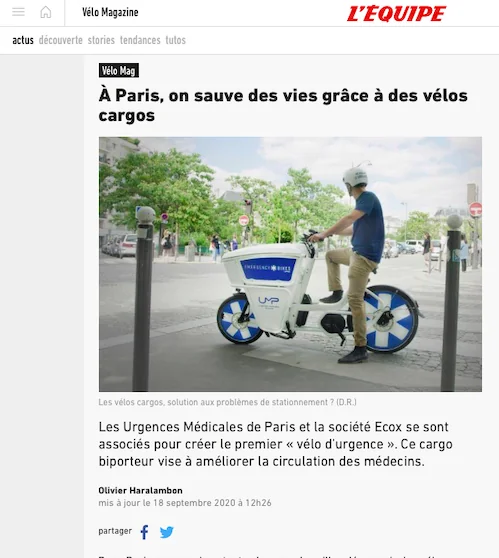 Vélo Magazine
L'ÉQUIPE
actus découverte stories tendances tutos
Vélo Mag
À Paris, on sauve des vies grâce à des vélos
cargos
EMERGENCY BIKES
UMP
Les vélos cargos, solution aux problèmes de stationnement ? (D.R.)
Les Urgences Médicales de Paris et la société Ecox se sont
associés pour créer le premier « vélo d'urgence ». Ce cargo
biporteur vise à améliorer la circulation des médecins.
Olivier Haralambon
mis à jour le 18 septembre 2020 à 12h26
partager